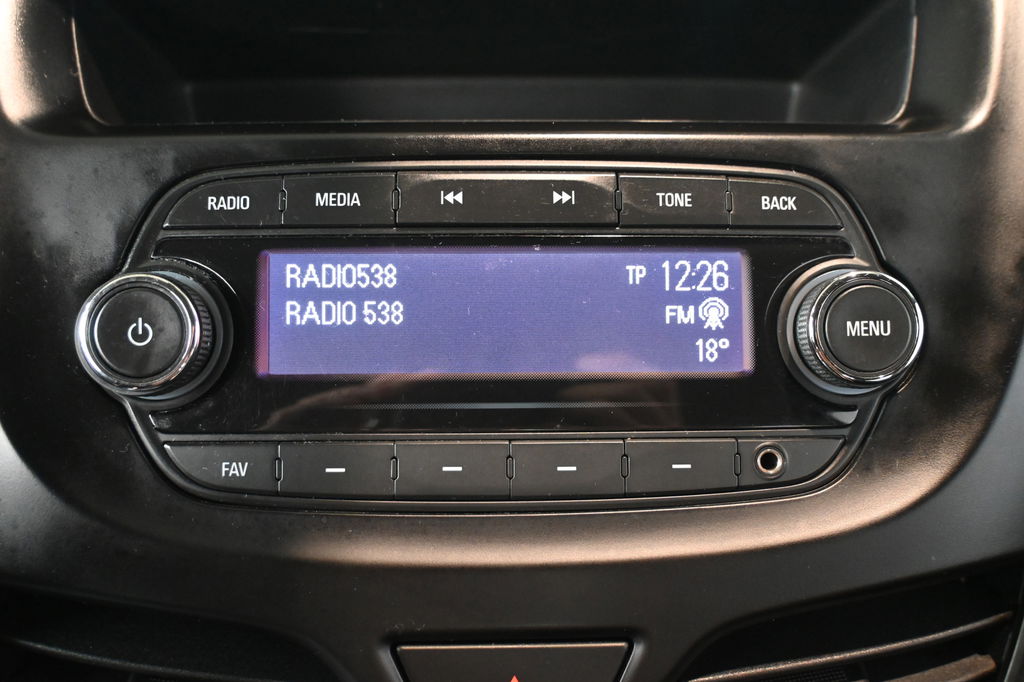 RADIO MEDIA TONE BACK
RADIO538 TP 12:26
RADIO 538 FM
18°
MENU
FAV